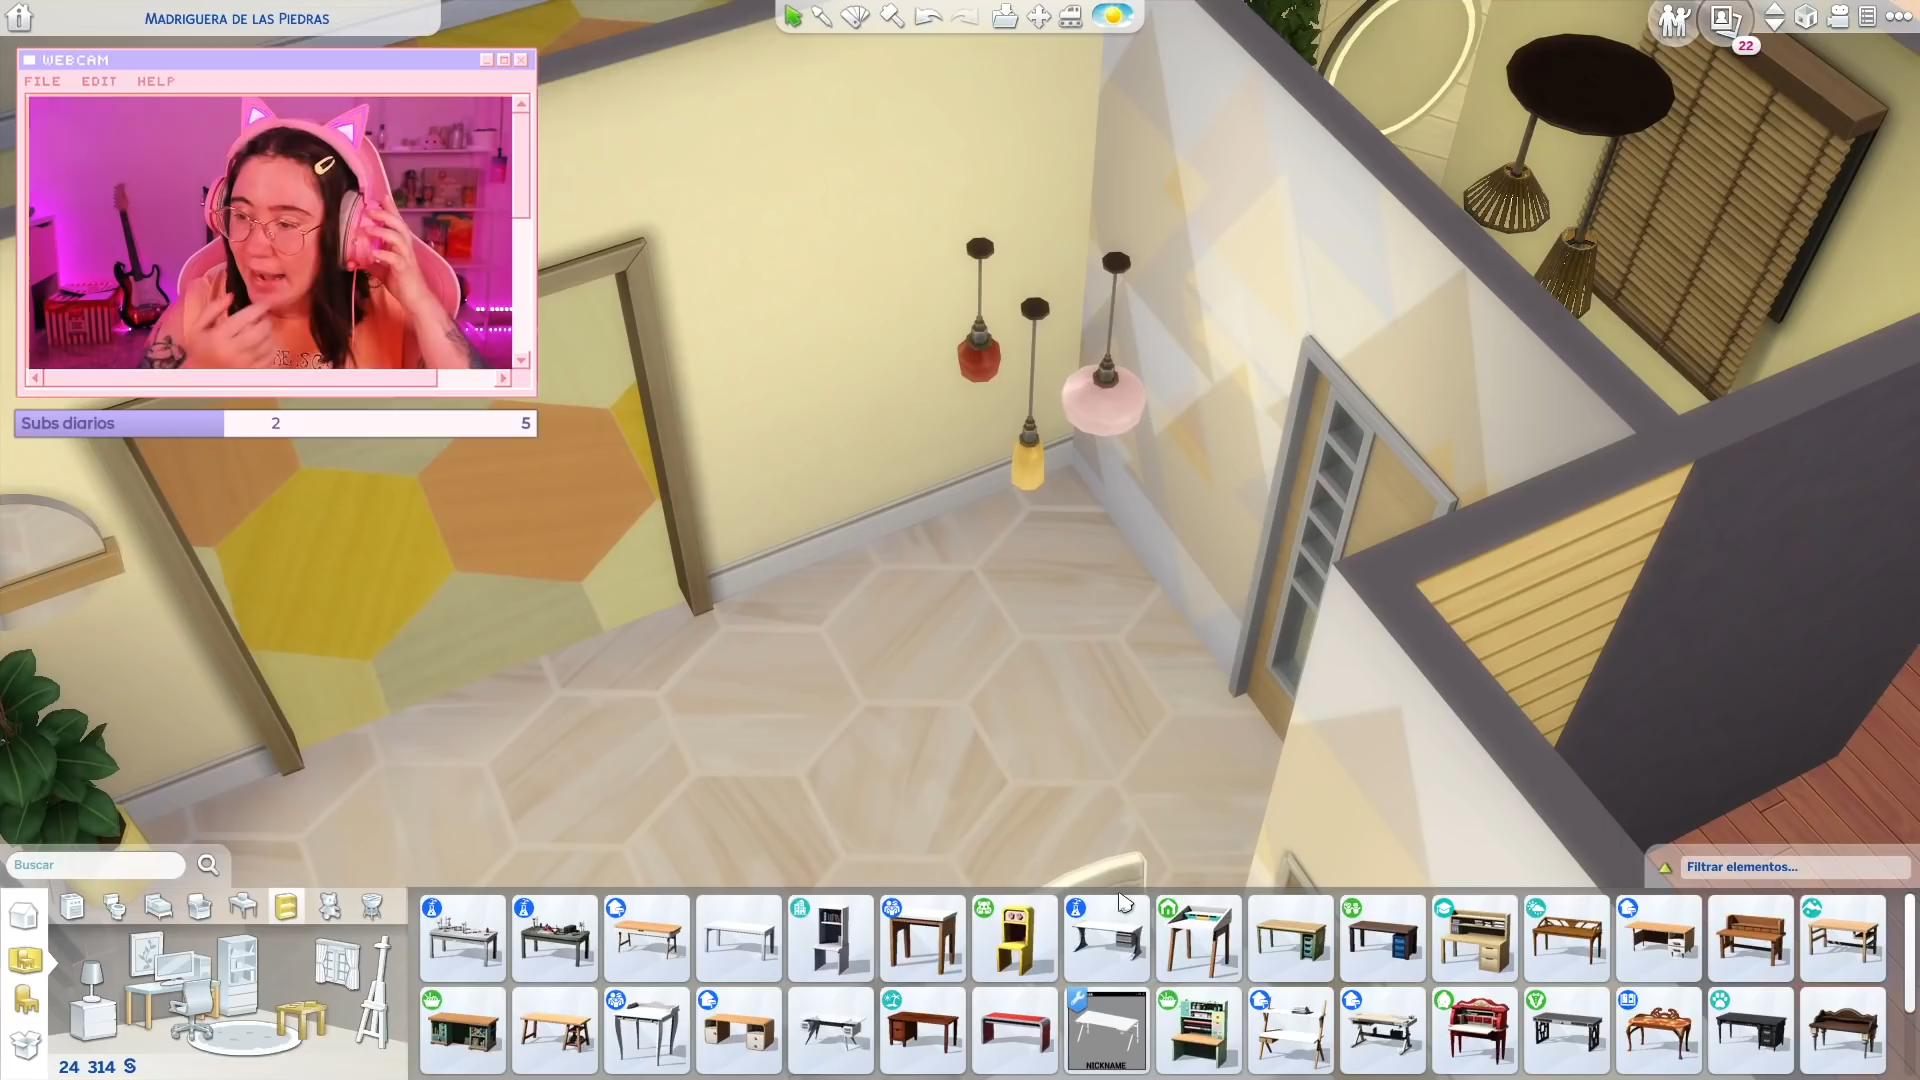 MADRIGUERA DE LAS PIEDRAS
22
WEBCAM
FILE EDIT HELP
Subs diarios 2 5
Buscar
Filtrar elementos...
NICKNAME
24 314 S